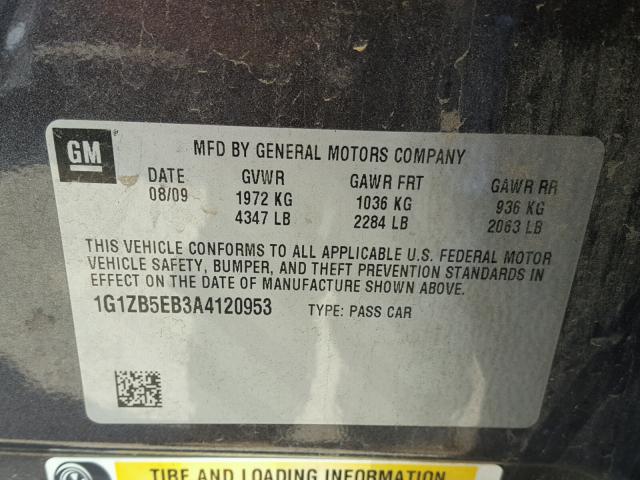 GM
MFD BY GENERAL MOTORS COMPANY
DATE GVWR GAWR FRT GAWR RR
08/09 1972 KG 1036 KG 936 KG
4347 LB 2284 LB 2063 LB
THIS VEHICLE CONFORMS TO ALL APPLICABLE U.S. FEDERAL MOTOR
VEHICLE SAFETY, BUMPER, AND THEFT PREVENTION STANDARDS IN
EFFECT ON THE DATE OF MANUFACTURE SHOWN ABOVE.
1G1ZB5EB3A4120953 TYPE: PASS CAR
TIRE AND LOADING INFORMATION